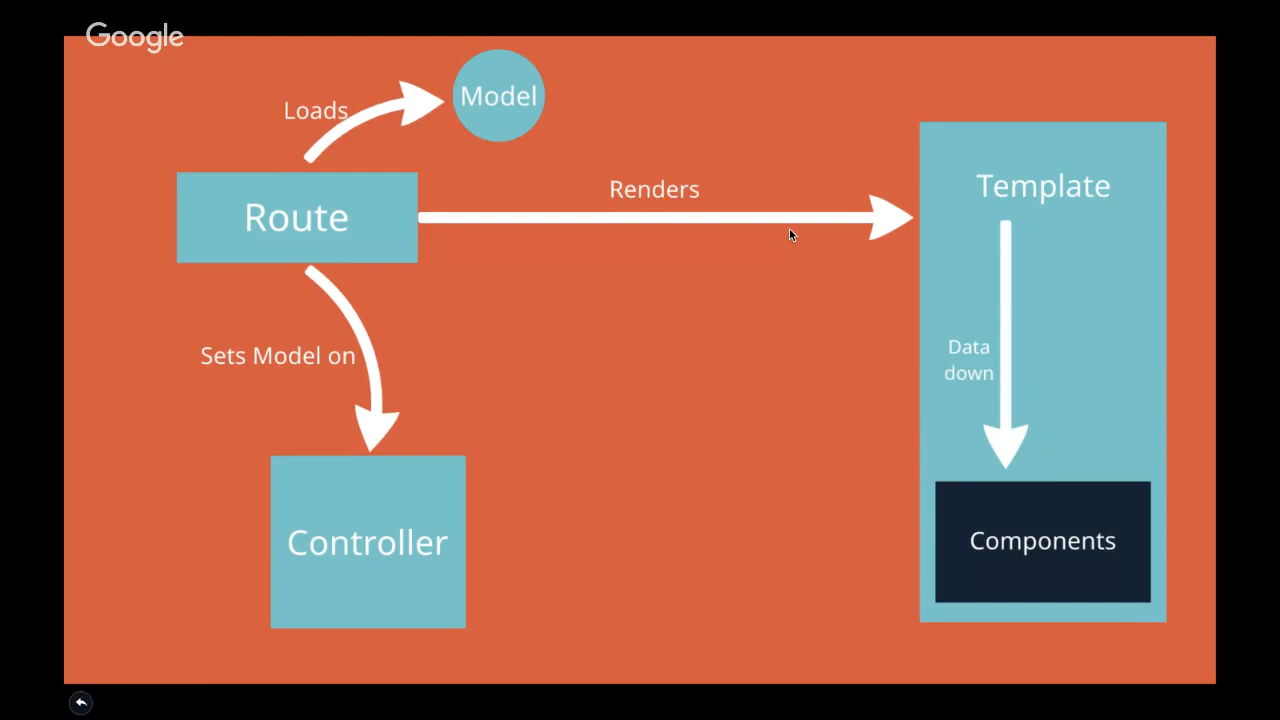 Google
Loads
Model
Route
Renders
Template
Sets Model on
Data
down
Controller
Components